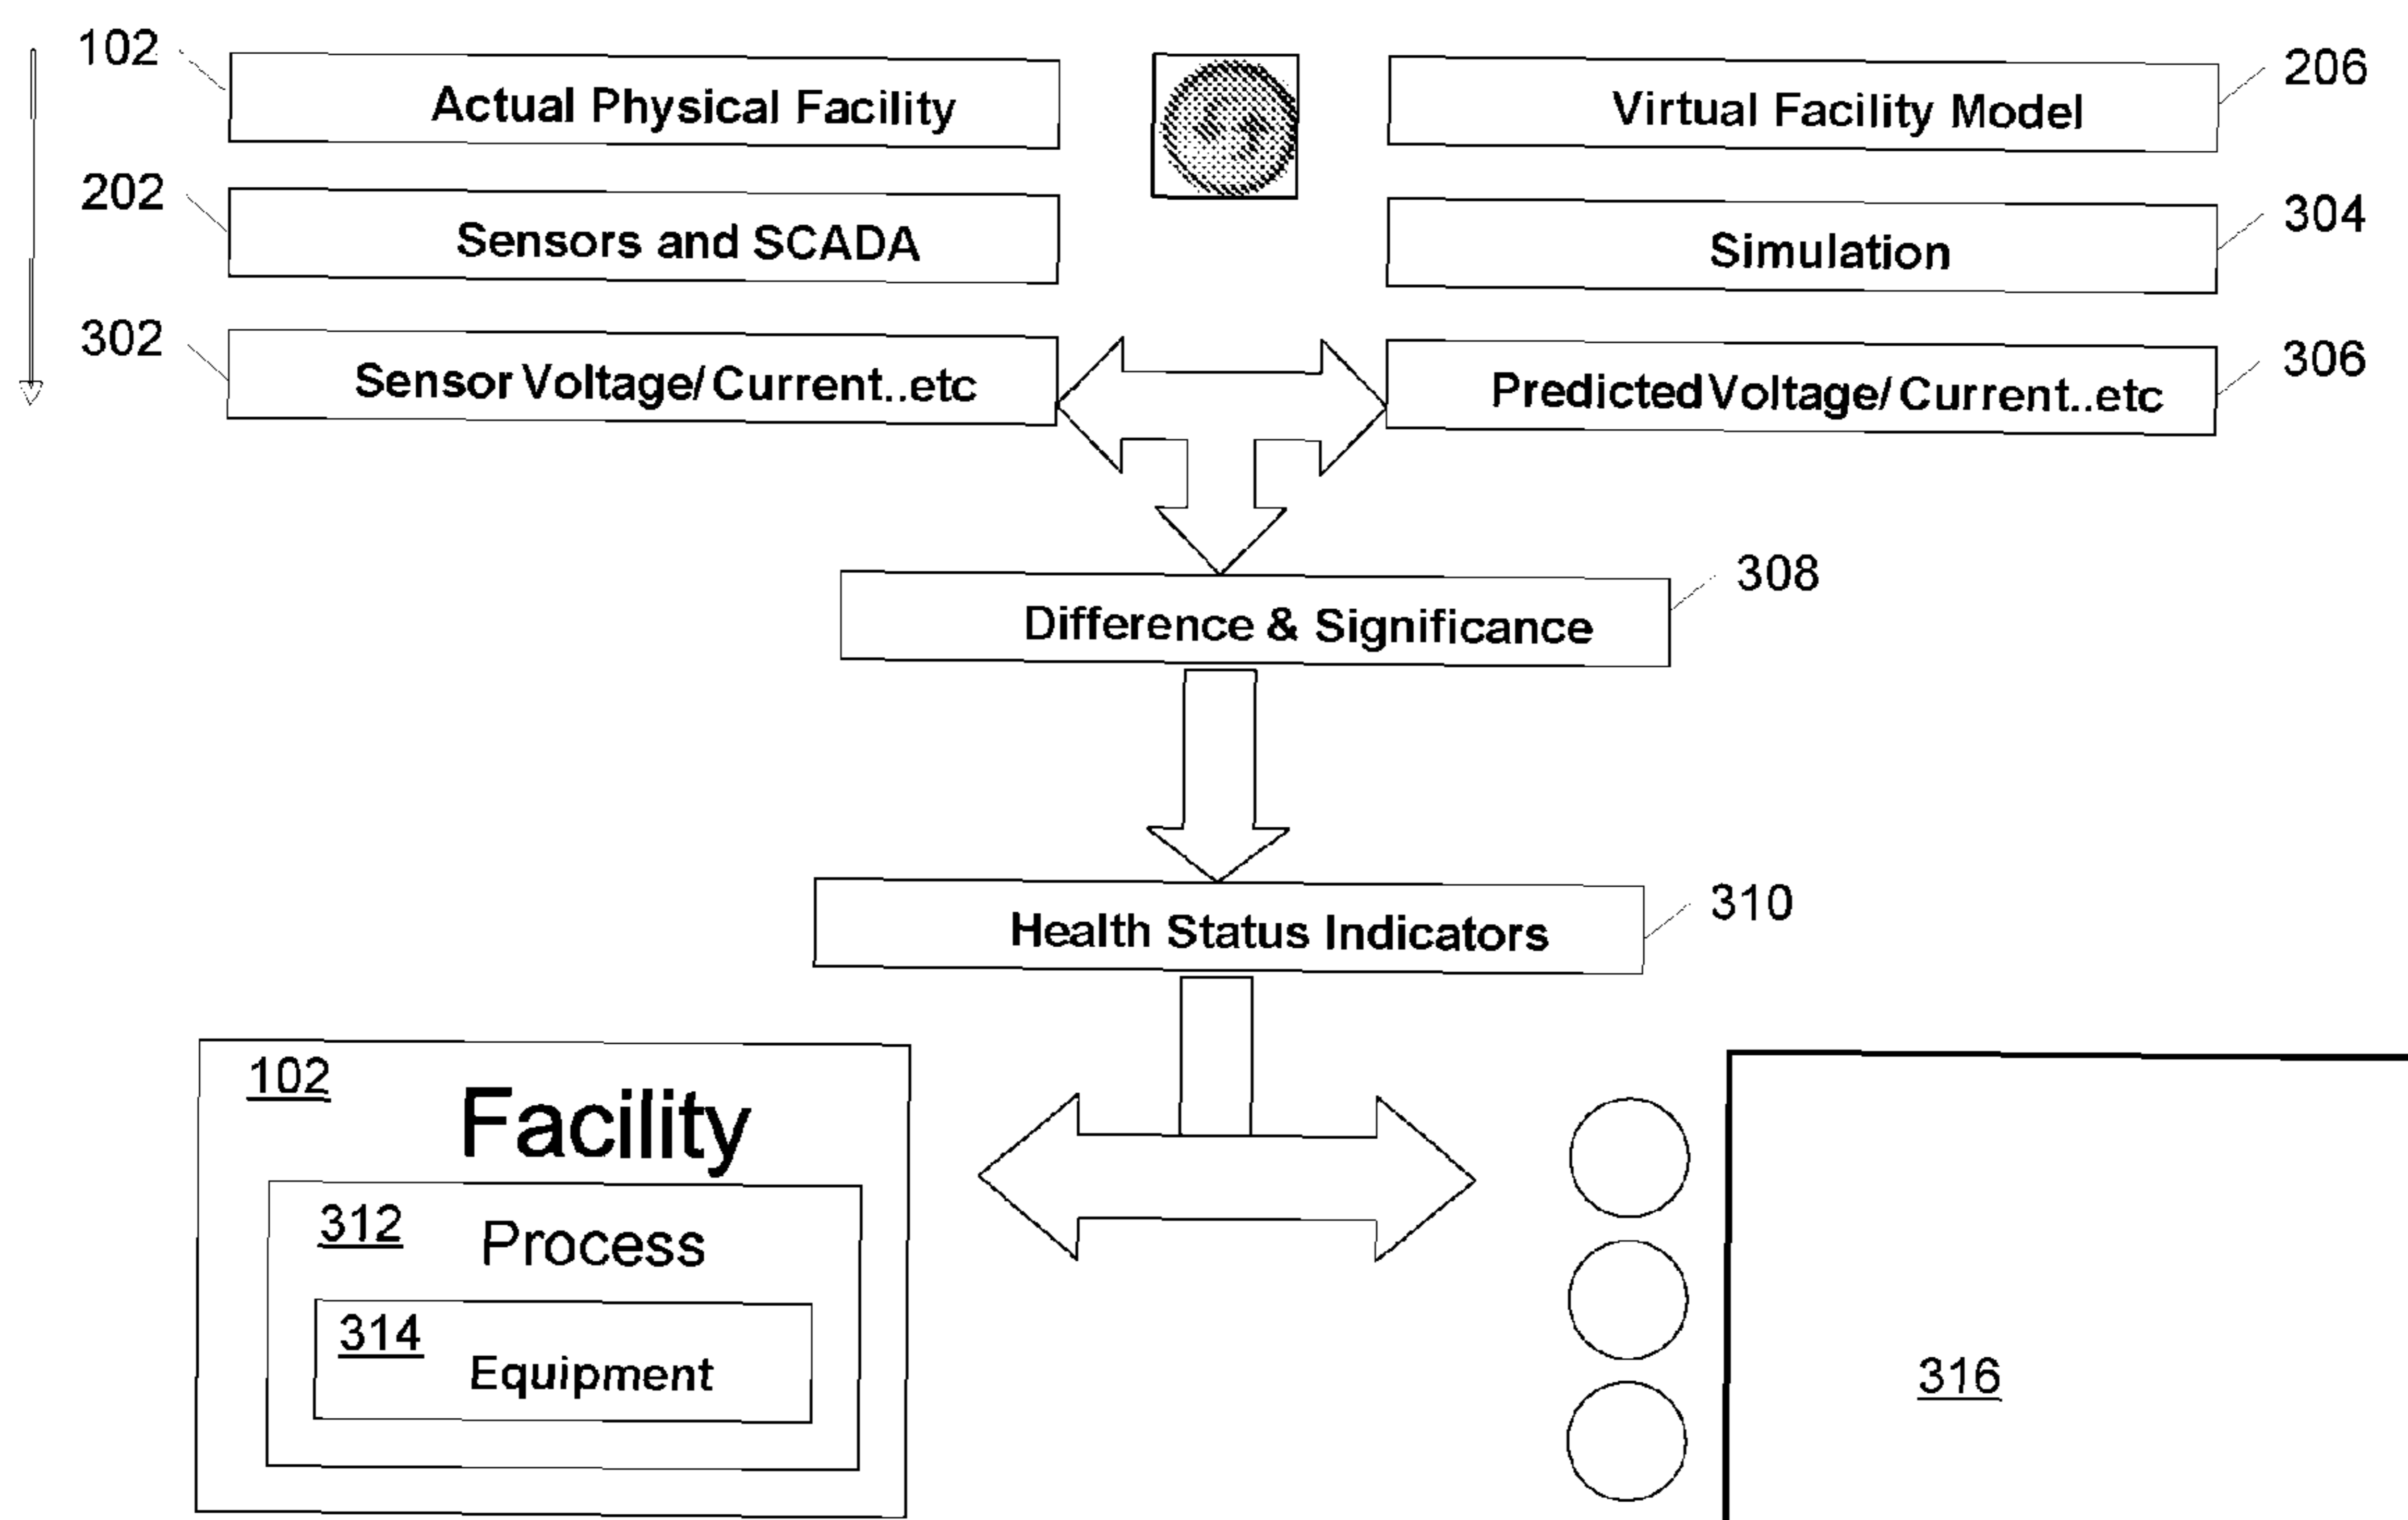 102
Actual Physical Facility
Virtual Facility Model
206
202
Sensors and SCADA
Simulation
304
302
Sensor Voltage/ Current..etc
Predicted Voltage/ Current..etc
306
Difference & Significance
308
Health Status Indicators
310
102
Facility
312
Process
314
Equipment
316